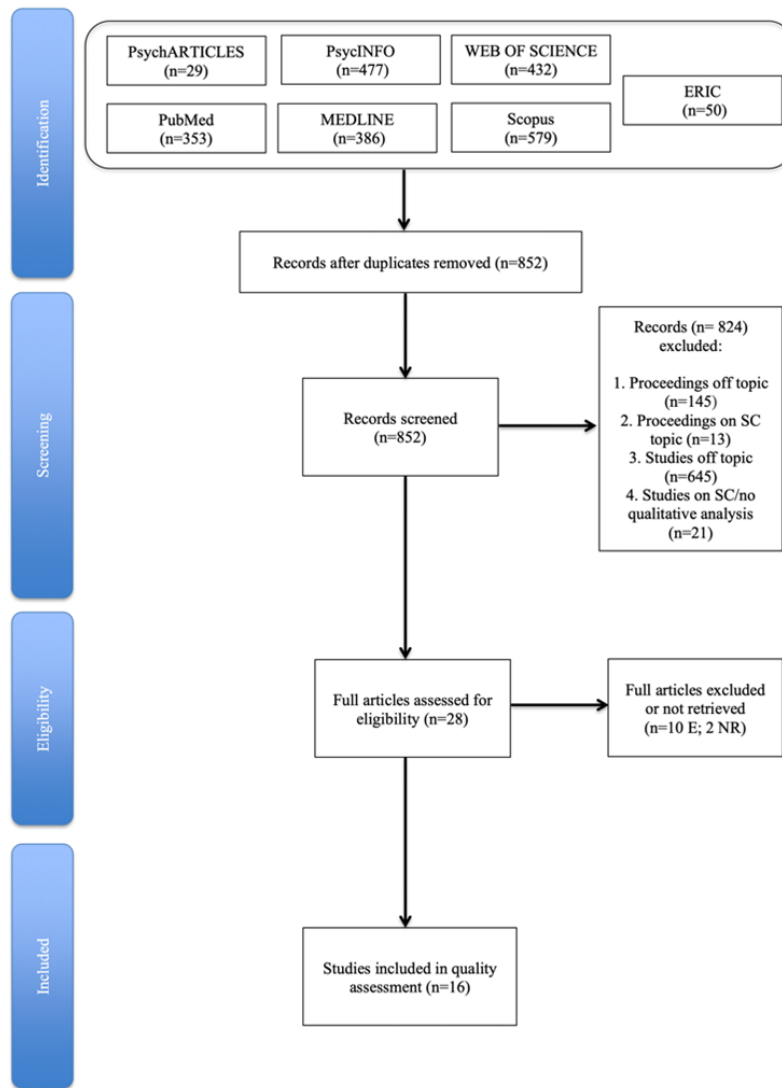 Identification
PsychARTICLES
(n=29)
PsycINFO
(n=477)
WEB OF SCIENCE
(n=432)
ERIC
(n=50)
PubMed
(n=353)
MEDLINE
(n=386)
Scopus
(n=579)
Records after duplicates removed (n=852)
Screening
Records screened
(n=852)
Records (n= 824)
excluded:
1. Proceedings off topic
(n=145)
2. Proceedings on SC
topic (n=13)
3. Studies off topic
(n=645)
4. Studies on SC/no
qualitative analysis
(n=21)
Eligibility
Full articles assessed for
eligibility (n=28)
Full articles excluded
or not retrieved
(n=10 E; 2 NR)
Included
Studies included in quality
assessment (n=16)